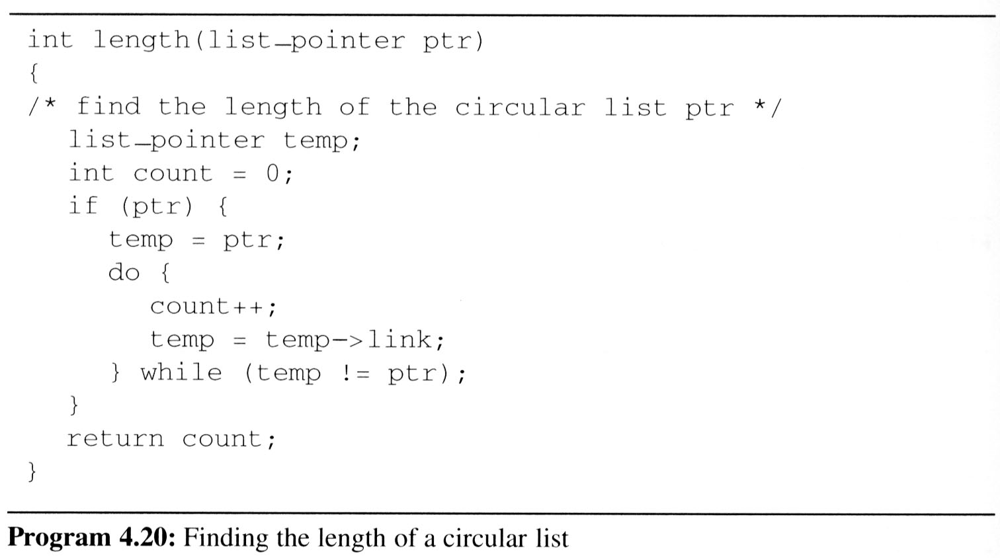 int length(list_pointer ptr)
{
/* find the length of the circular list ptr */
   list_pointer temp;
   int count = 0;
   if (ptr) {
      temp = ptr;
      do {
         count++;
         temp = temp->link;
      } while (temp != ptr);
   }
   return count;
}
Program 4.20: Finding the length of a circular list